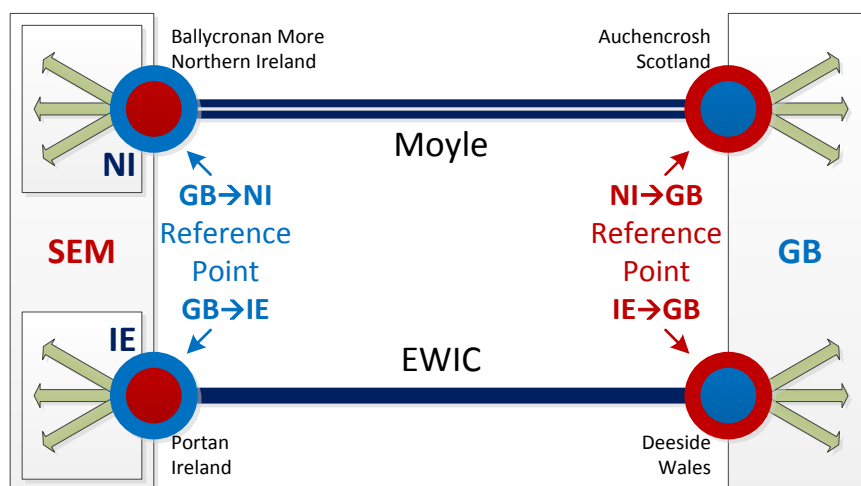 Ballycronan More
Northern Ireland
Auchencrosh
Scotland
Moyle
NI
GB→NI
Reference
Point
GB→IE
NI→GB
Reference
Point
IE→GB
SEM
GB
IE
EWIC
Portan
Ireland
Deeside
Wales